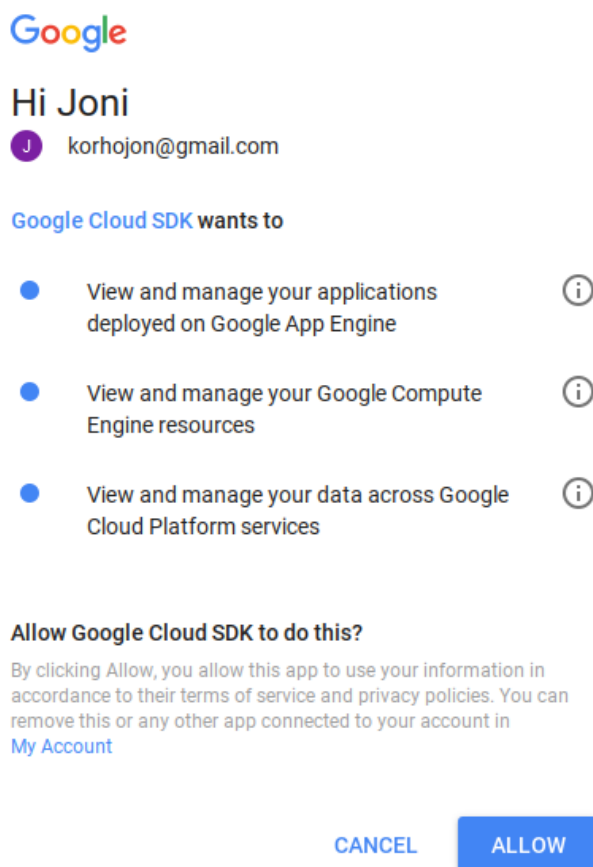 Google
Hi Joni
J korhojon@gmail.com
Google Cloud SDK wants to
View and manage your applications
deployed on Google App Engine
View and manage your Google Compute
Engine resources
View and manage your data across Google
Cloud Platform services
Allow Google Cloud SDK to do this?
By clicking Allow, you allow this app to use your information in
accordance to their terms of service and privacy policies. You can
remove this or any other app connected to your account in
My Account
CANCEL ALLOW